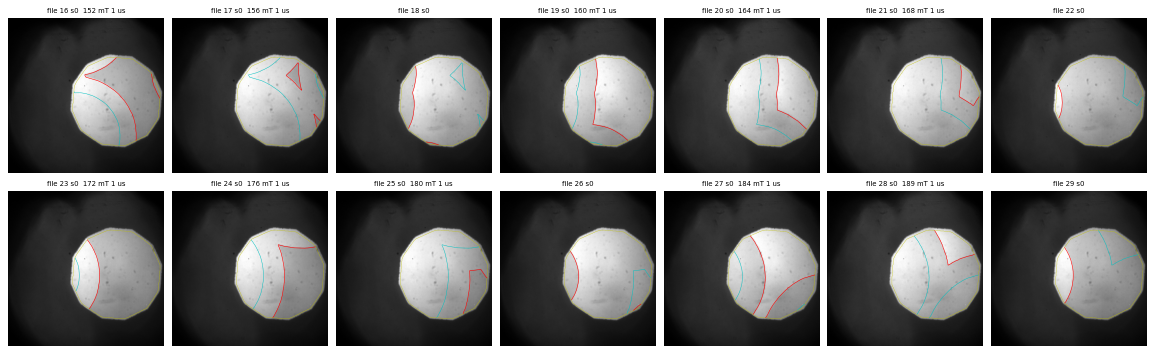 file 16 s0 152 mT 1 us
file 17 s0 156 mT 1 us
file 18 s0
file 19 s0 160 mT 1 us
file 20 s0 164 mT 1 us
file 21 s0 168 mT 1 us
file 22 s0
file 23 s0 172 mT 1 us
file 24 s0 176 mT 1 us
file 25 s0 180 mT 1 us
file 26 s0
file 27 s0 184 mT 1 us
file 28 s0 189 mT 1 us
file 29 s0